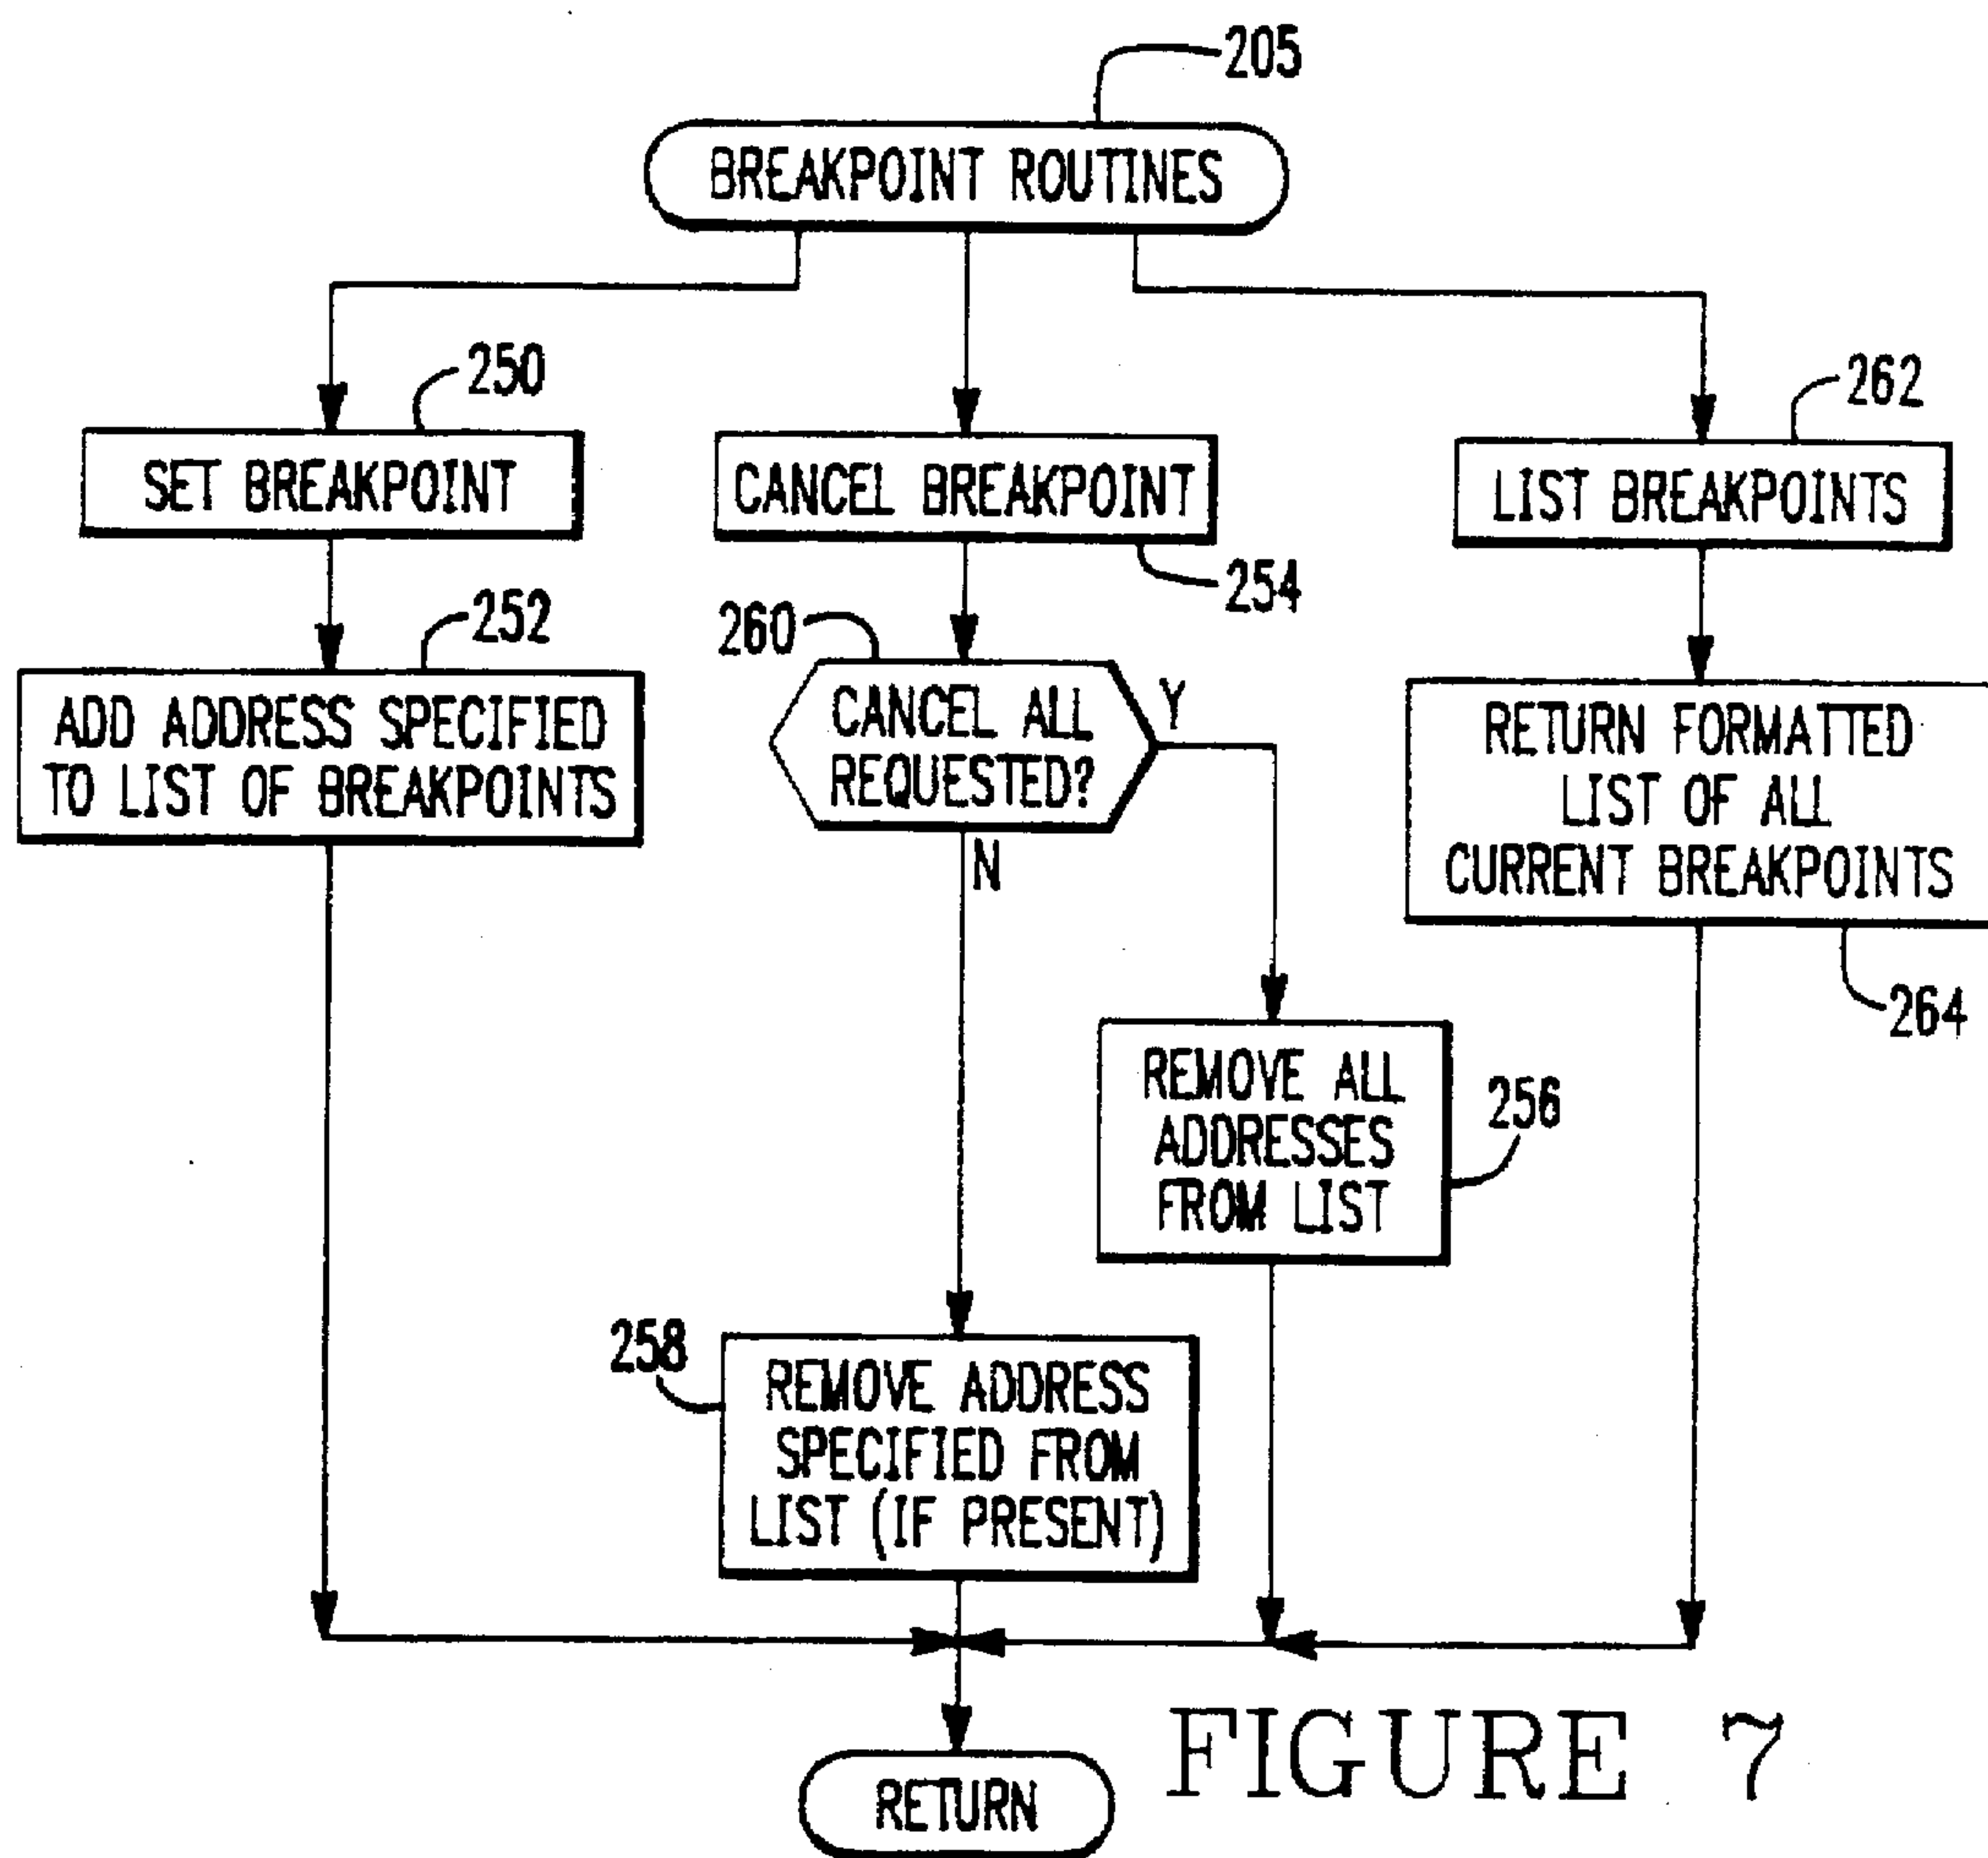 205
BREAKPOINT ROUTINES
250
SET BREAKPOINT
CANCEL BREAKPOINT
254
262
LIST BREAKPOINTS
252
ADD ADDRESS SPECIFIED
TO LIST OF BREAKPOINTS
260
CANCEL ALL
REQUESTED?
Y
N
RETURN FORMATTED
LIST OF ALL
CURRENT BREAKPOINTS
264
REMOVE ALL
ADDRESSES
FROM LIST
256
258
REMOVE ADDRESS
SPECIFIED FROM
LIST (IF PRESENT)
RETURN
FIGURE 7